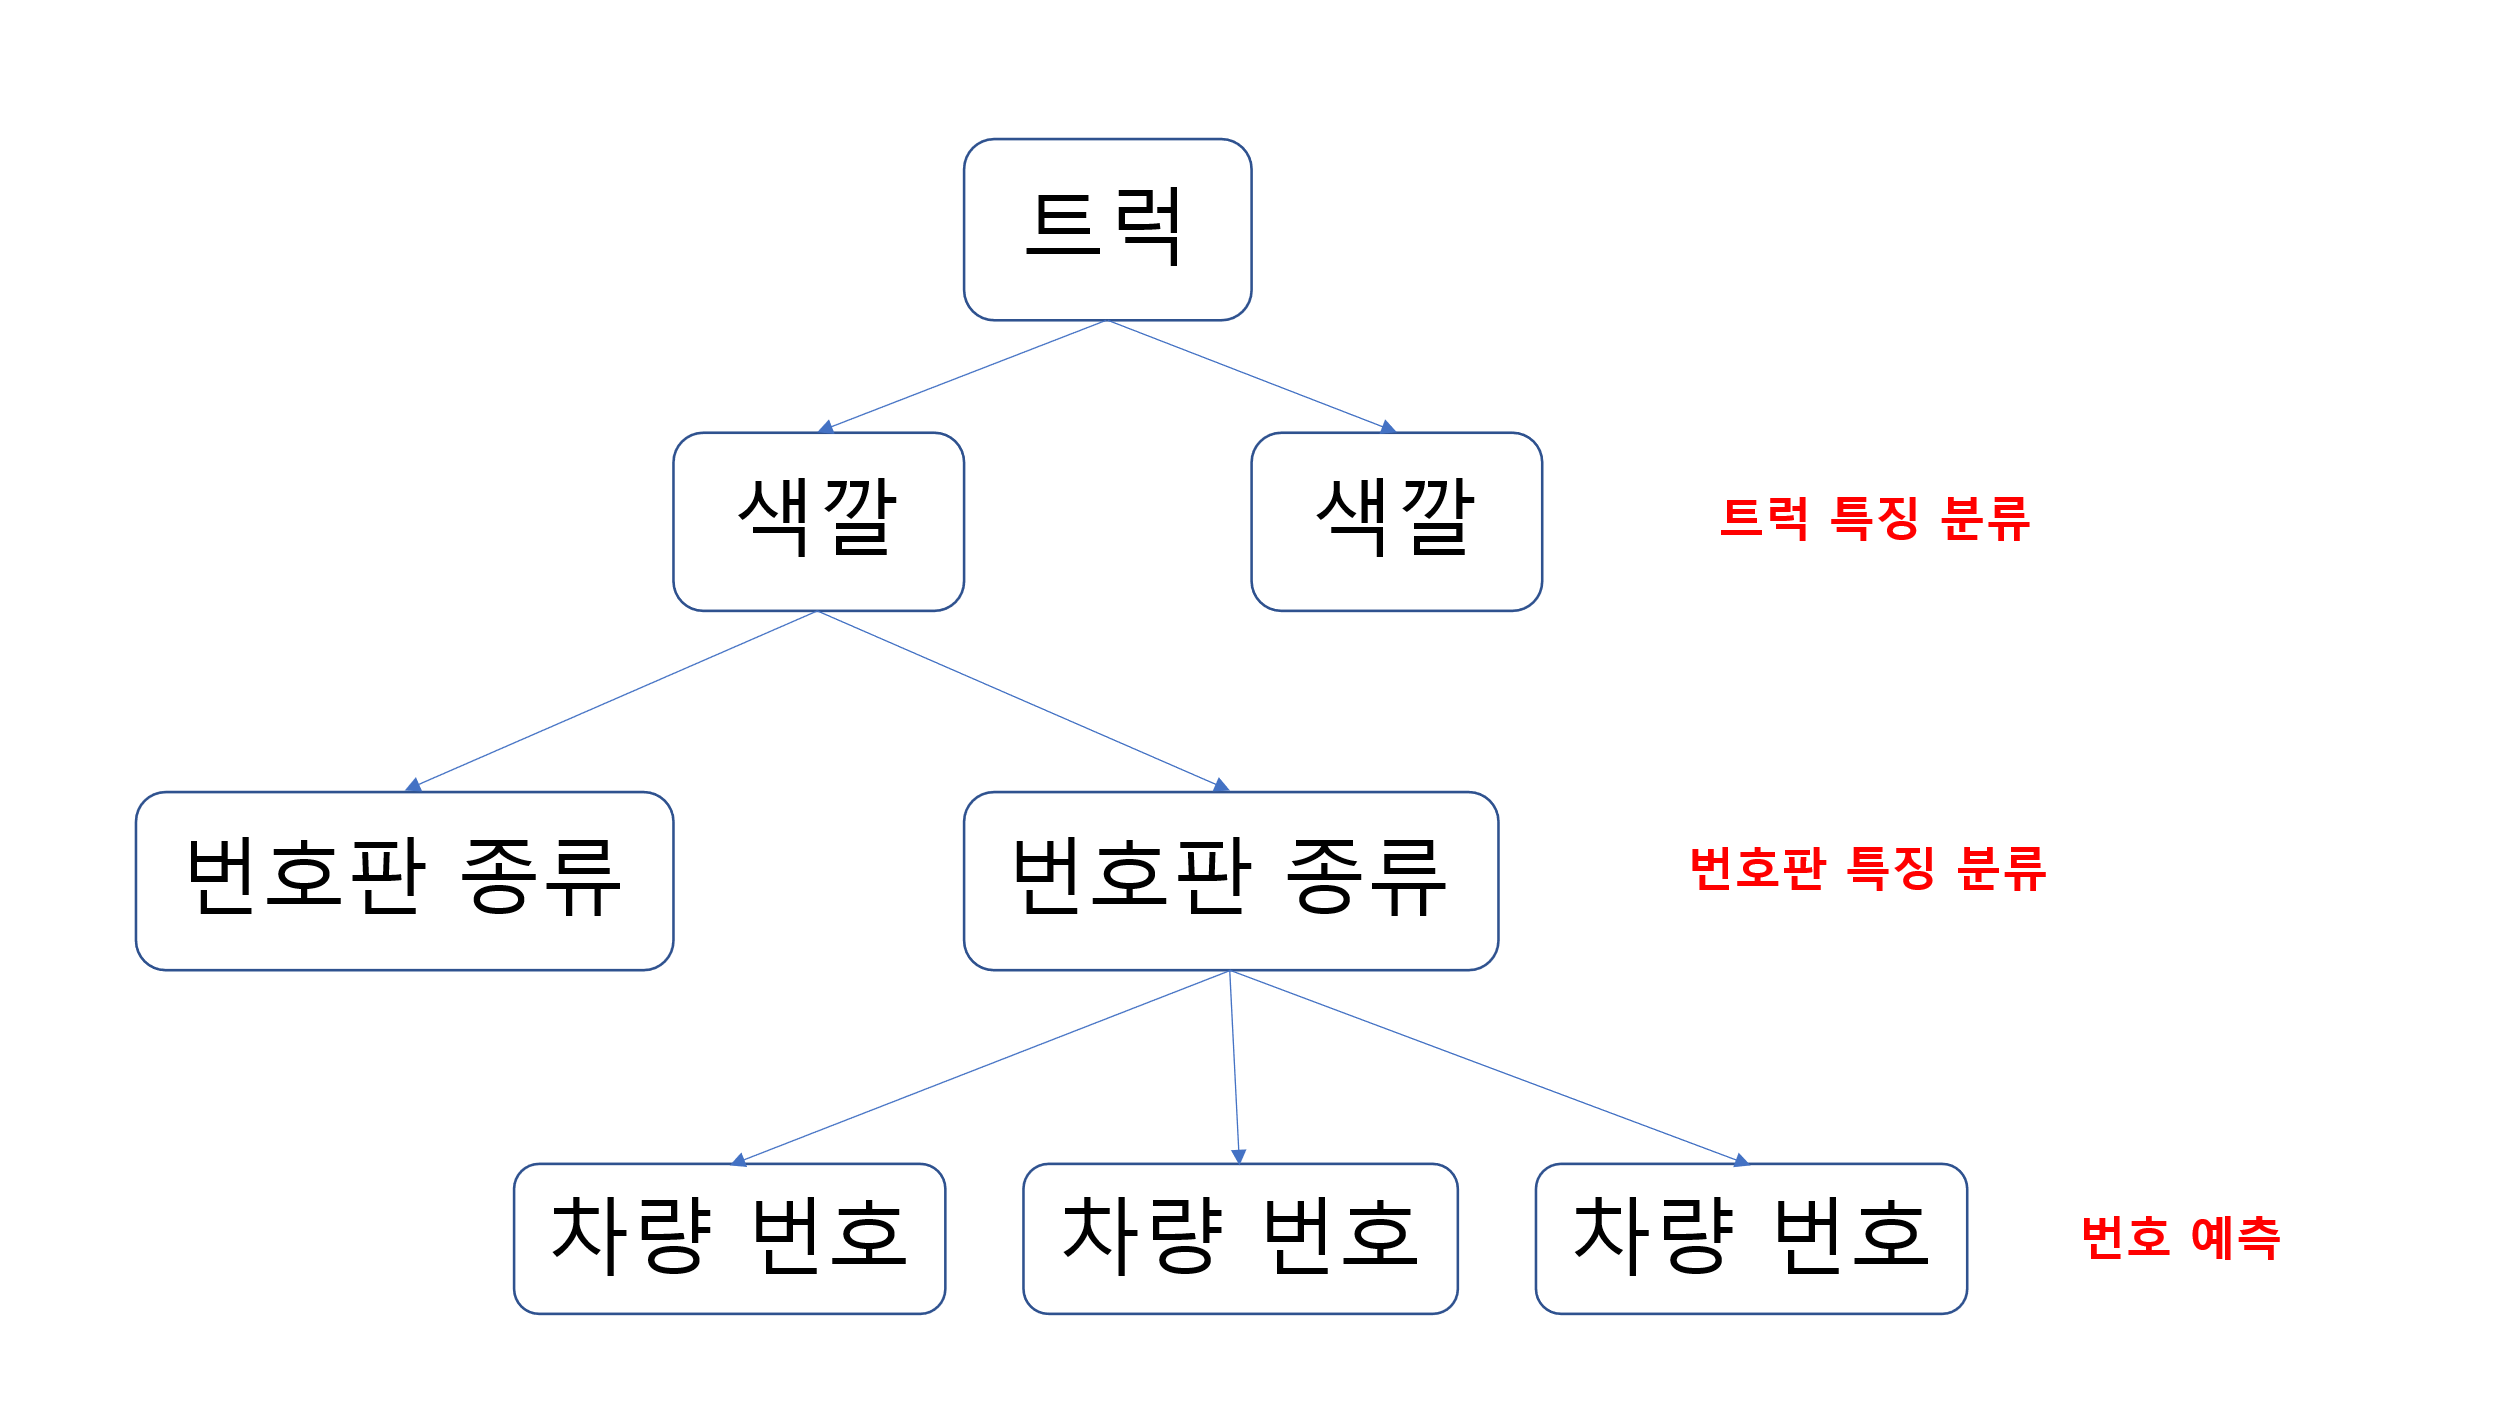 트럭
색깔
색깔
트럭 특징 분류
번호판 종류
번호판 종류
번호판 특징 분류
차량 번호
차량 번호
차량 번호
번호 예측